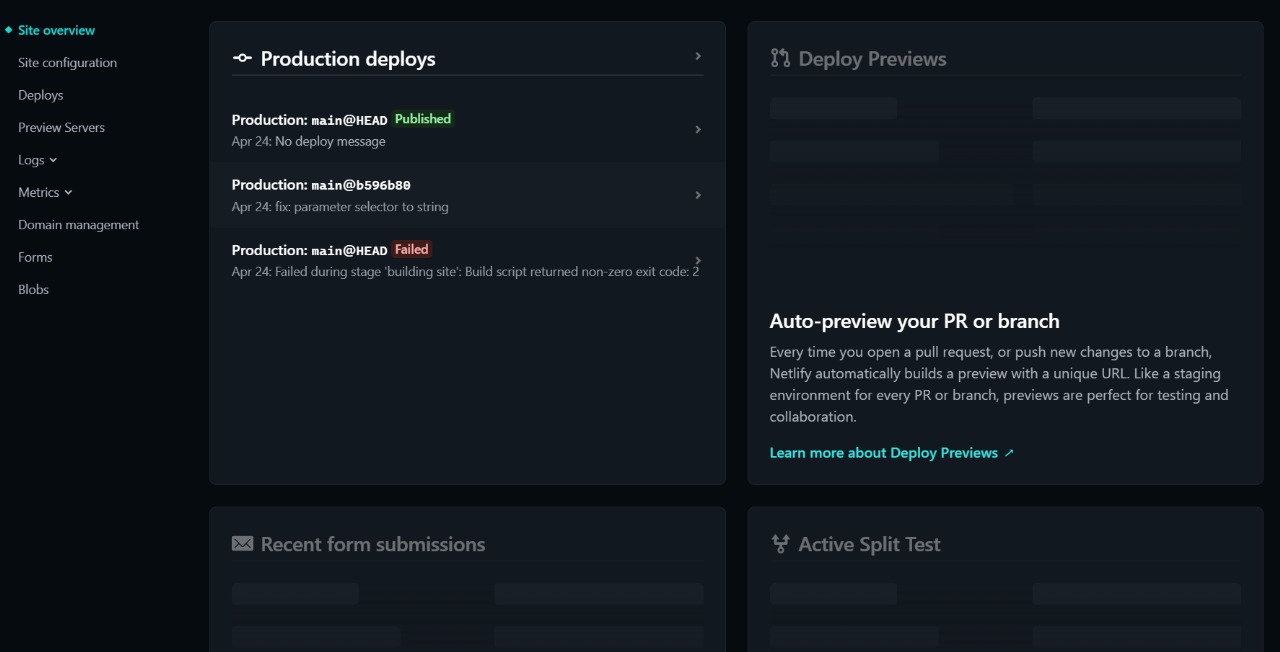 Site overview
Site configuration
Deploys
Preview Servers
Logs
Metrics
Domain management
Forms
Blobs
Production deploys
Production: main@HEAD Published
Apr 24: No deploy message
Production: main@b596b80
Apr 24: fix: parameter selector to string
Production: main@HEAD Failed
Apr 24: Failed during stage 'building site': Build script returned non-zero exit code: 2
Deploy Previews
Auto-preview your PR or branch
Every time you open a pull request, or push new changes to a branch,
Netlify automatically builds a preview with a unique URL. Like a staging
environment for every PR or branch, previews are perfect for testing and
collaboration.
Learn more about Deploy Previews ↗
Recent form submissions
Active Split Test